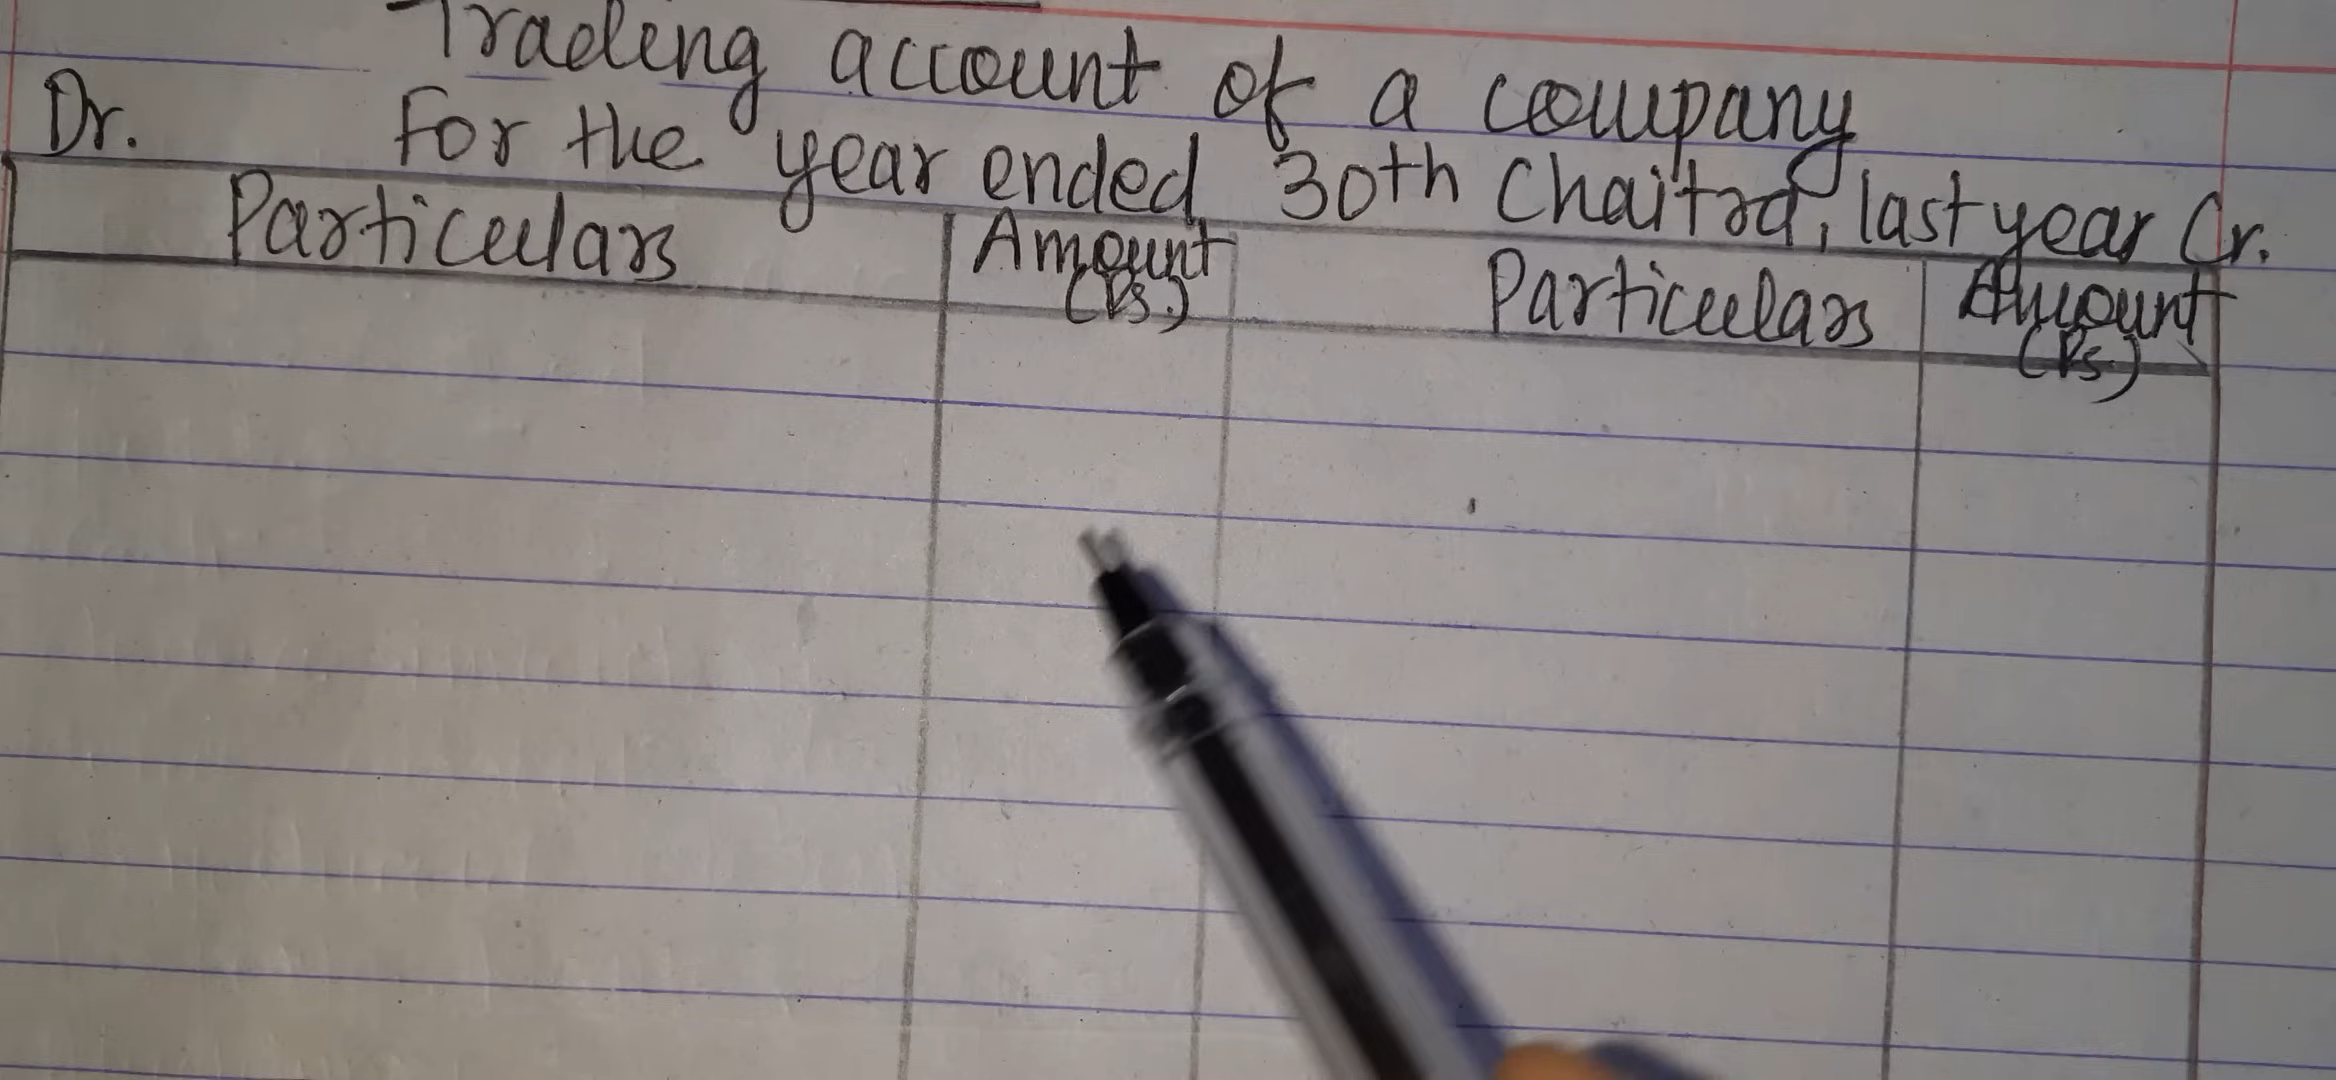 Trading account of a company
Dr. For the year ended 30th Chaitra, last year Cr.
Particulars Amount (Rs.) Particulars Amount (Rs.)